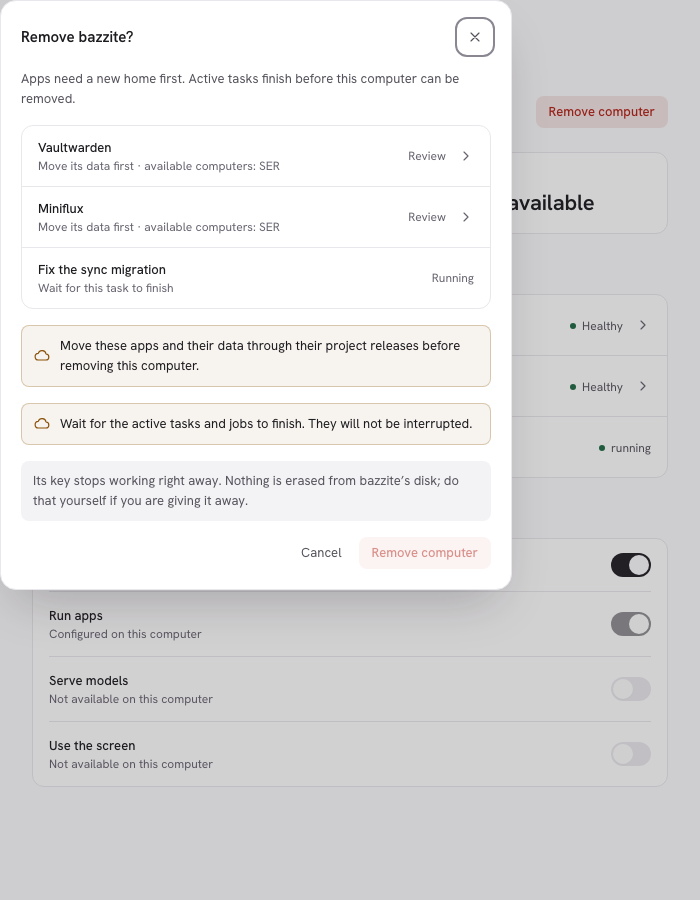 Remove bazzite?
Apps need a new home first. Active tasks finish before this computer can be
removed.
Remove computer
Vaultwarden
Move its data first · available computers: SER
Review
available
Miniflux
Move its data first · available computers: SER
Review
Fix the sync migration
Wait for this task to finish
Running
Healthy
Healthy
running
Move these apps and their data through their project releases before
removing this computer.
Wait for the active tasks and jobs to finish. They will not be interrupted.
Its key stops working right away. Nothing is erased from bazzite’s disk; do
that yourself if you are giving it away.
Cancel
Remove computer
Run apps
Configured on this computer
Serve models
Not available on this computer
Use the screen
Not available on this computer